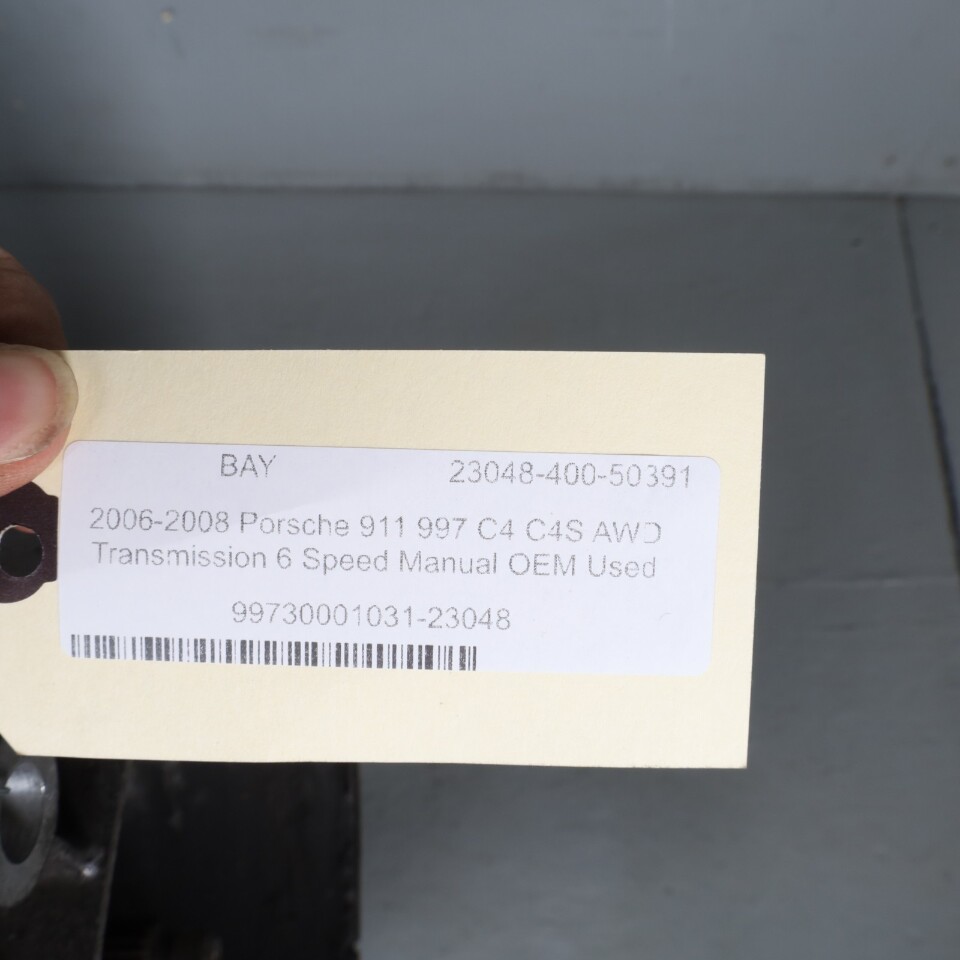 BAY 23048-400-50391
2006-2008 Porsche 911 997 C4 C4S AWD
Transmission 6 Speed Manual OEM Used
99730001031-23048